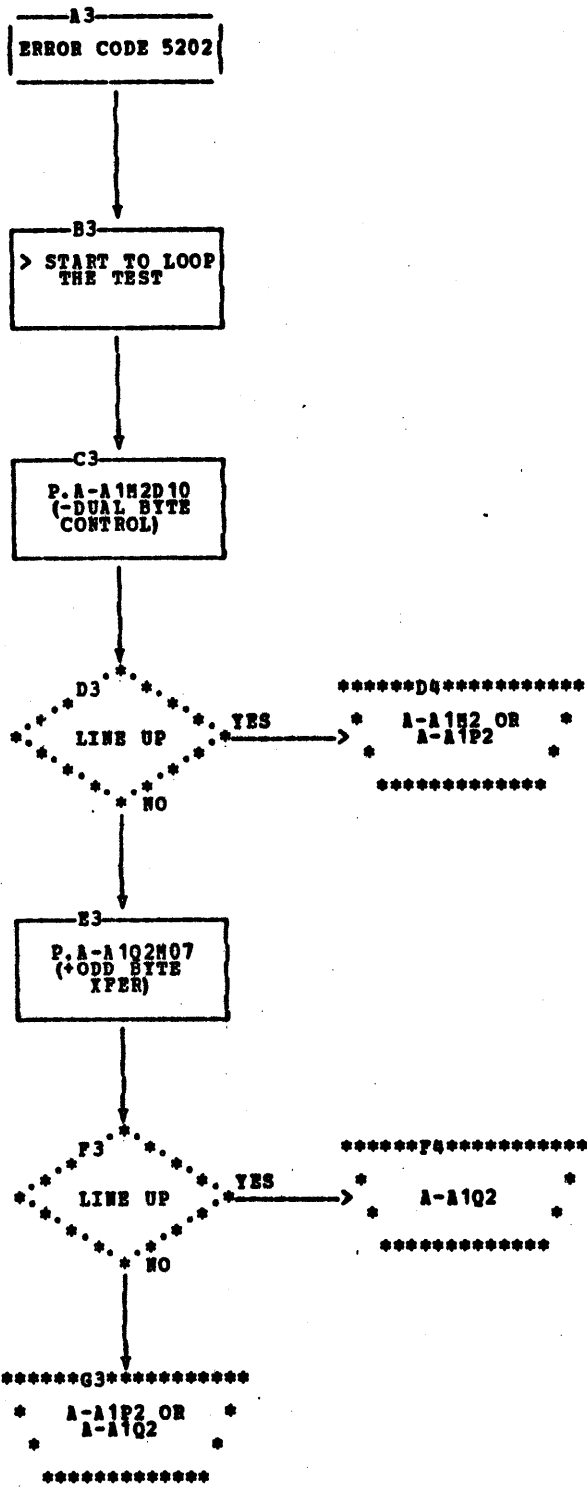 A3
ERROR CODE 5202
B3
> START TO LOOP
THE TEST
C3
P.A-A1M2D10
(-DUAL BYTE
CONTROL)
D3
LINE UP
YES
NO
D4
A-A1M2 OR
A-A1P2
E3
P.A-A1Q2M07
(+ODD BYTE
XFER)
F3
LINE UP
YES
NO
F4
A-A1Q2
G3
A-A1P2 OR
A-A1Q2